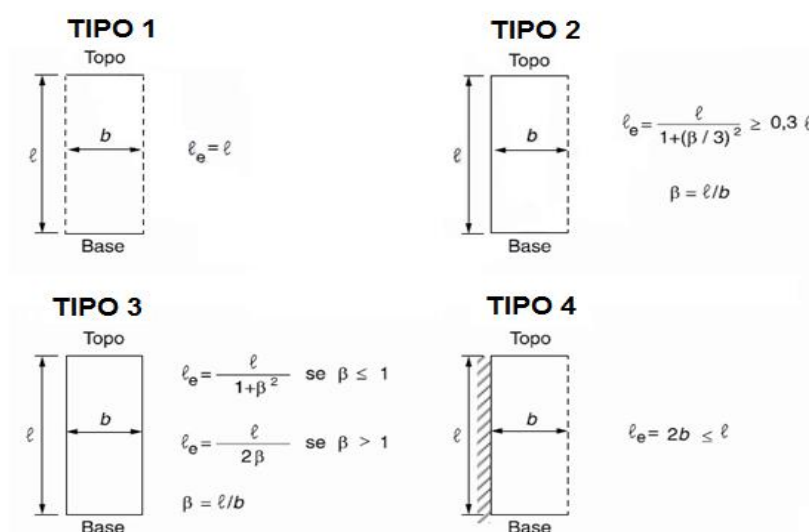 TIPO 1
Topo
ℓ
b
ℓe = ℓ
Base
TIPO 2
Topo
ℓ
b
ℓe = ℓ / 1+(β / 3)² ≥ 0,3 ℓ
β = ℓ/b
Base
TIPO 3
Topo
ℓ
b
ℓe = ℓ / 1+β² se β ≤ 1
ℓe = ℓ / 2β se β > 1
β = ℓ/b
Base
TIPO 4
Topo
ℓ
b
ℓe = 2b ≤ ℓ
Base